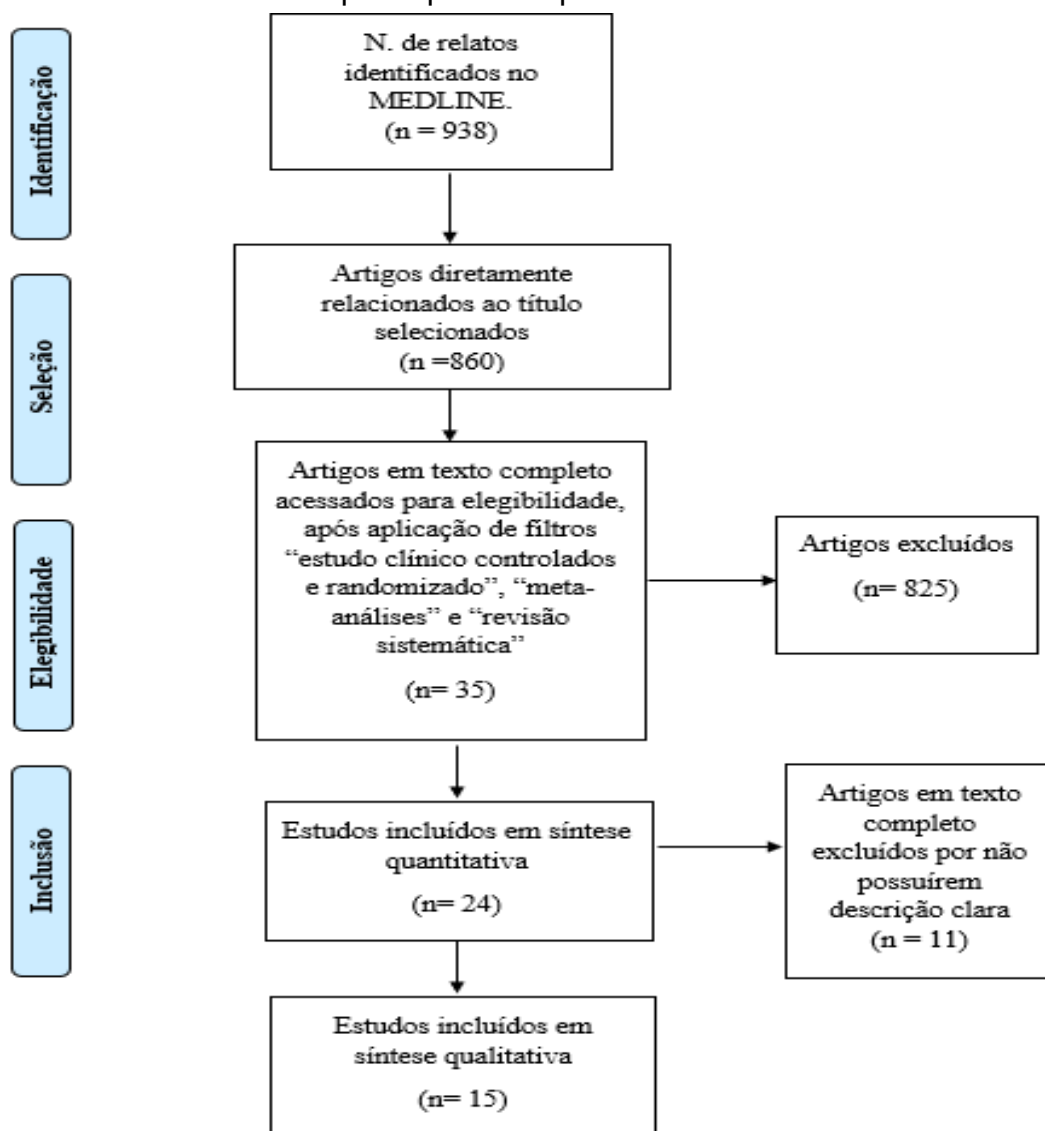 Identificação
N. de relatos
identificados no
MEDLINE.
(n = 938)
Seleção
Artigos diretamente
relacionados ao título
selecionados
(n =860)
Elegibilidade
Artigos em texto completo
acessados para elegibilidade,
após aplicação de filtros
“estudo clínico controlados
e randomizado”, “meta-
análises” e “revisão
sistemática”
(n= 35)
Artigos excluídos
(n= 825)
Inclusão
Estudos incluídos em síntese
quantitativa
(n= 24)
Artigos em texto
completo
excluídos por não
possuírem
descrição clara
(n = 11)
Estudos incluídos em
síntese qualitativa
(n= 15)